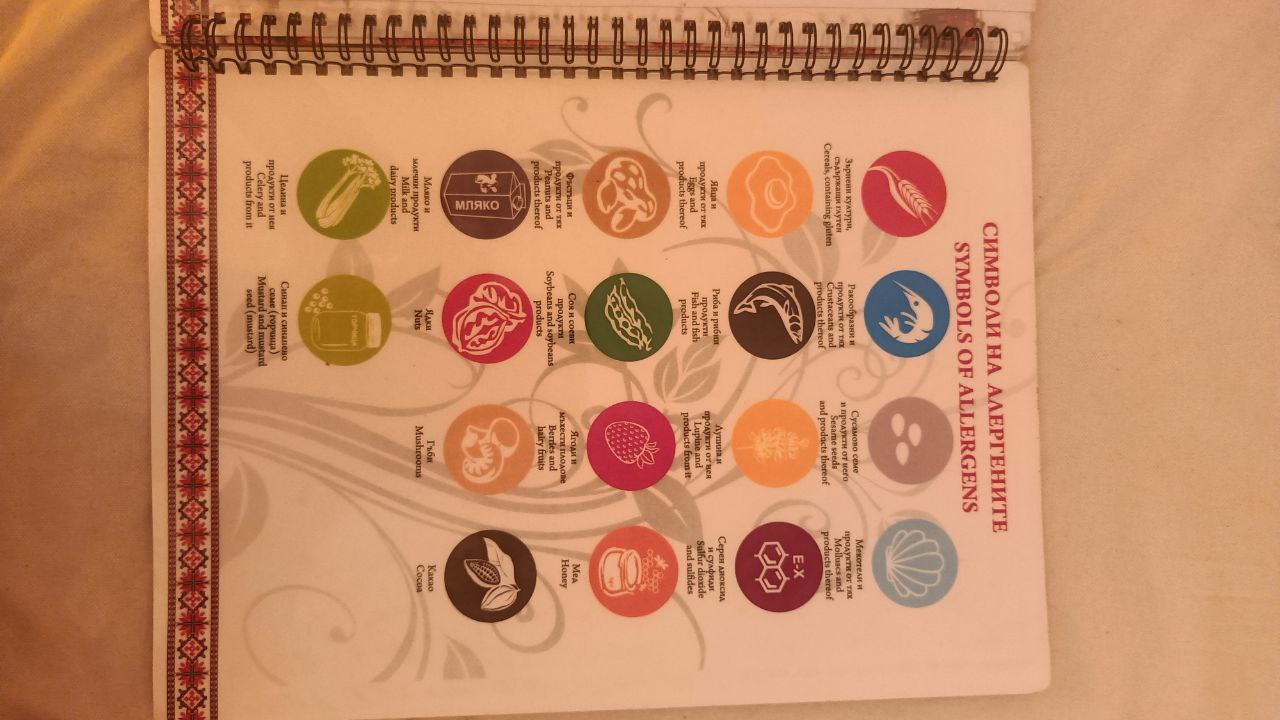 СИМВОЛИ НА АЛЕРГЕНИТЕ
SYMBOLS OF ALLERGENS
Зърнени култури,
съдържащи глутен
Cereals, containing gluten
Ракообразни и
продукти от тях
Crustaceans and
products thereof
Сусамово семе
и продукти от него
Sesame seeds
and products thereof
Мекотели и
продукти от тях
Molluscs and
products thereof
Яйца и
продукти от тях
Eggs and
products thereof
Риба и рибни
продукти
Fish and fish
products
Лупина и
продукти от нея
Lupine and
products from it
E-X
Серен диоксид
и сулфиди
Sulfur dioxide
and sulfides
Фъстъци и
продукти от тях
Peanuts and
products thereof
Соя и соеви
продукти
Soybeans and soybeans
products
Ягоди и
мъхести плодове
Berries and
hairy fruits
Мед
Honey
МЛЯКО
Мляко и
млечни продукти
Milk and
dairy products
Ядки
Nuts
Гъби
Mushrooms
Какао
Cocoa
Целина и
продукти от нея
Celery and
products from it
ГОРЧИЦА
Синап и синапено
семе (горчица)
Mustard and mustard
seed (mustard)